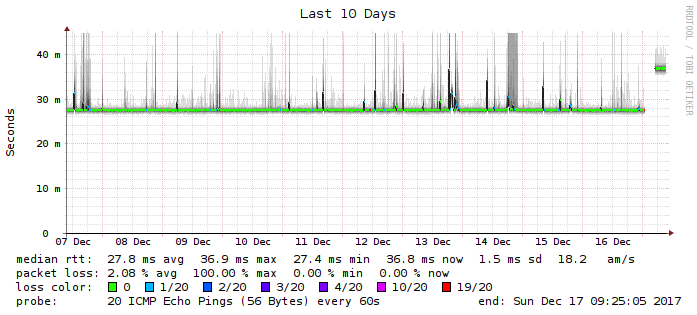 Last 10 Days
RRDTOOL / TOBI OETIKER
Seconds
40 m
30 m
20 m
10 m
0
07 Dec 08 Dec 09 Dec 10 Dec 11 Dec 12 Dec 13 Dec 14 Dec 15 Dec 16 Dec
median rtt: 27.8 ms avg 36.9 ms max 27.4 ms min 36.8 ms now 1.5 ms sd 18.2 am/s
packet loss: 2.08 % avg 100.00 % max 0.00 % min 0.00 % now
loss color: 0 1/20 2/20 3/20 4/20 10/20 19/20
probe: 20 ICMP Echo Pings (56 Bytes) every 60s end: Sun Dec 17 09:25:05 2017